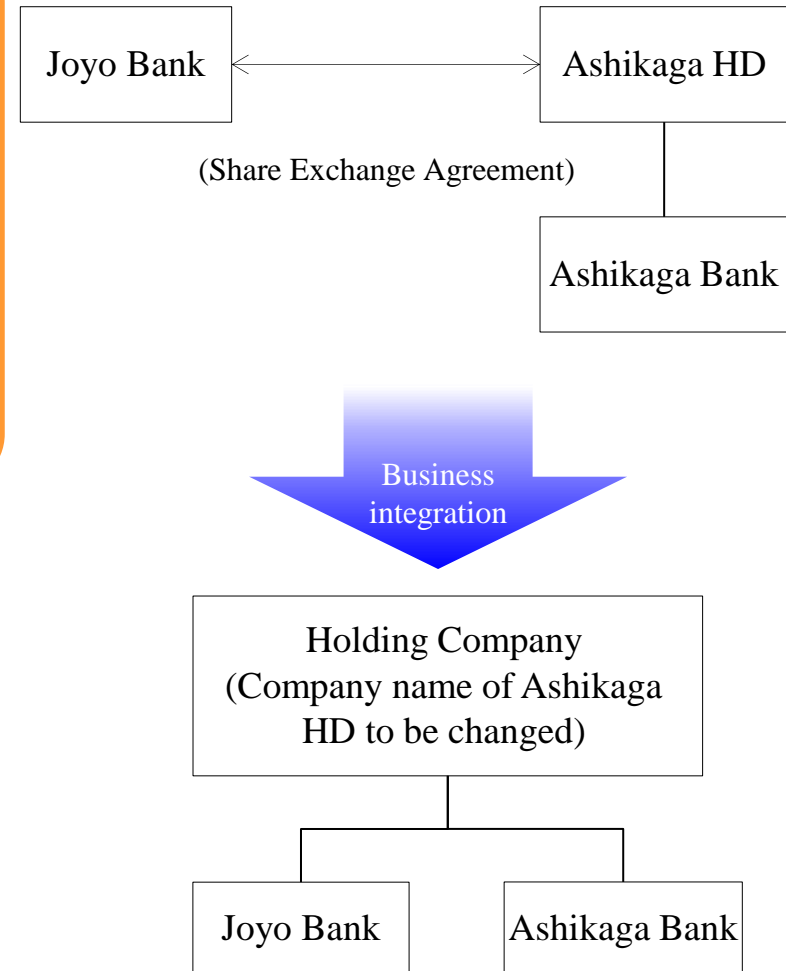 Joyo Bank
Ashikaga HD
(Share Exchange Agreement)
Ashikaga Bank
Business
integration
Holding Company
(Company name of Ashikaga
HD to be changed)
Joyo Bank
Ashikaga Bank